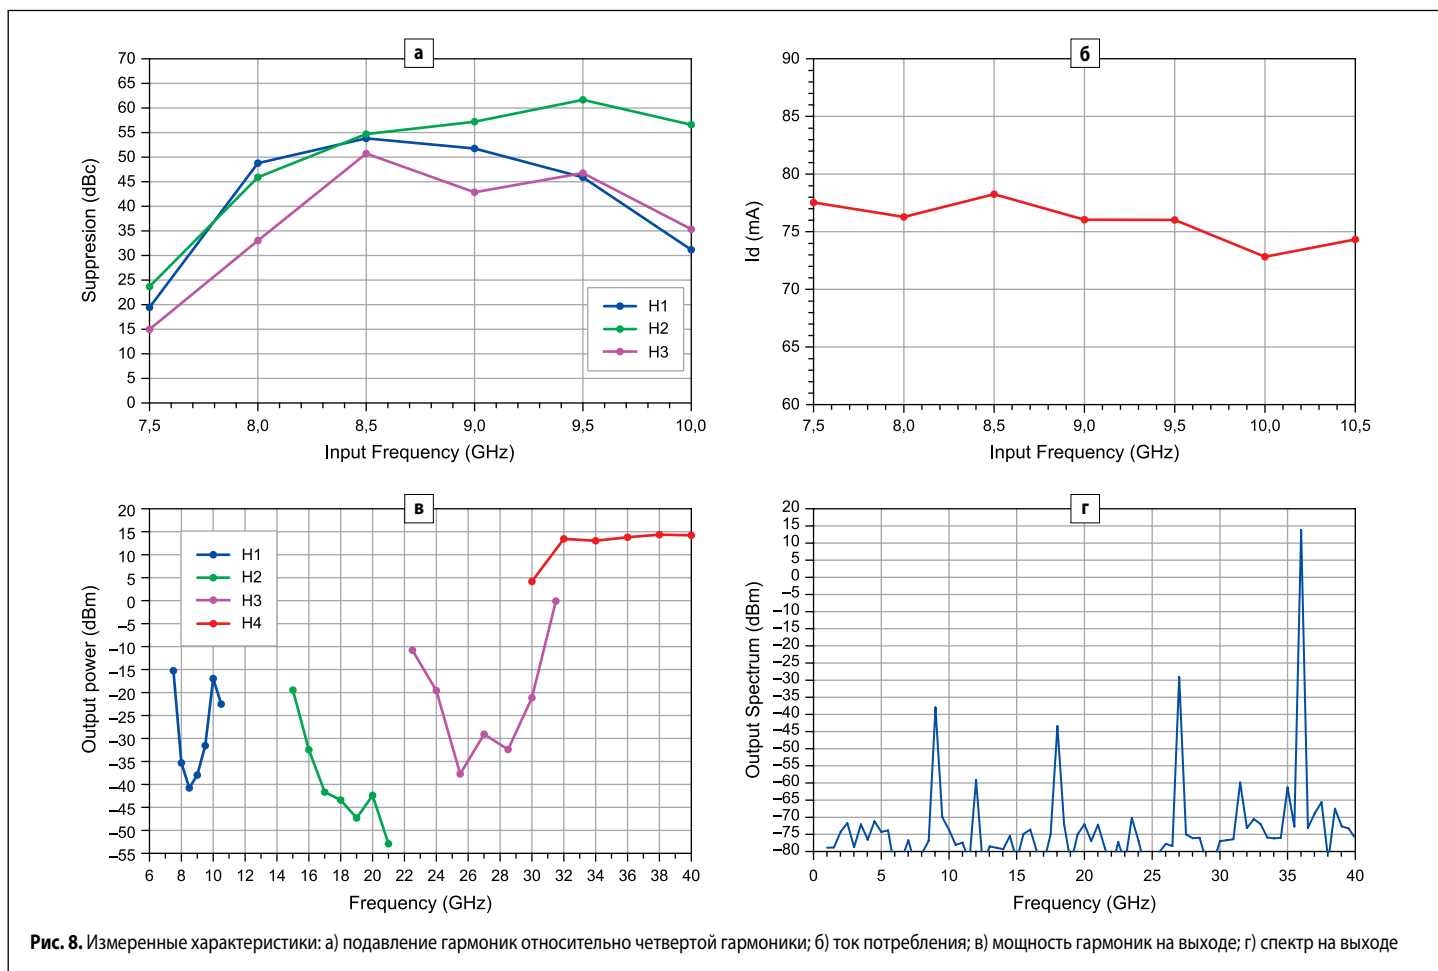 а
70
65
60
55
50
45
40
35
30
25
20
15
10
5
0
Suppresion (dBc)
7,5 8,0 8,5 9,0 9,5 10,0
Input Frequency (GHz)
H1
H2
H3
б
90
85
80
75
70
65
60
Id (mA)
7,5 8,0 8,5 9,0 9,5 10,0 10,5
Input Frequency (GHz)
в
20
15
10
5
0
–5
–10
–15
–20
–25
–30
–35
–40
–45
–50
–55
Output power (dBm)
H1
H2
H3
H4
6 8 10 12 14 16 18 20 22 24 26 28 30 32 34 36 38 40
Frequency (GHz)
г
20
15
10
5
0
–5
–10
–15
–20
–25
–30
–35
–40
–45
–50
–55
–60
–65
–70
–75
–80
Output Spectrum (dBm)
0 5 10 15 20 25 30 35 40
Frequency (GHz)
Рис. 8. Измеренные характеристики: а) подавление гармоник относительно четвертой гармоники; б) ток потребления; в) мощность гармоник на выходе; г) спектр на выходе